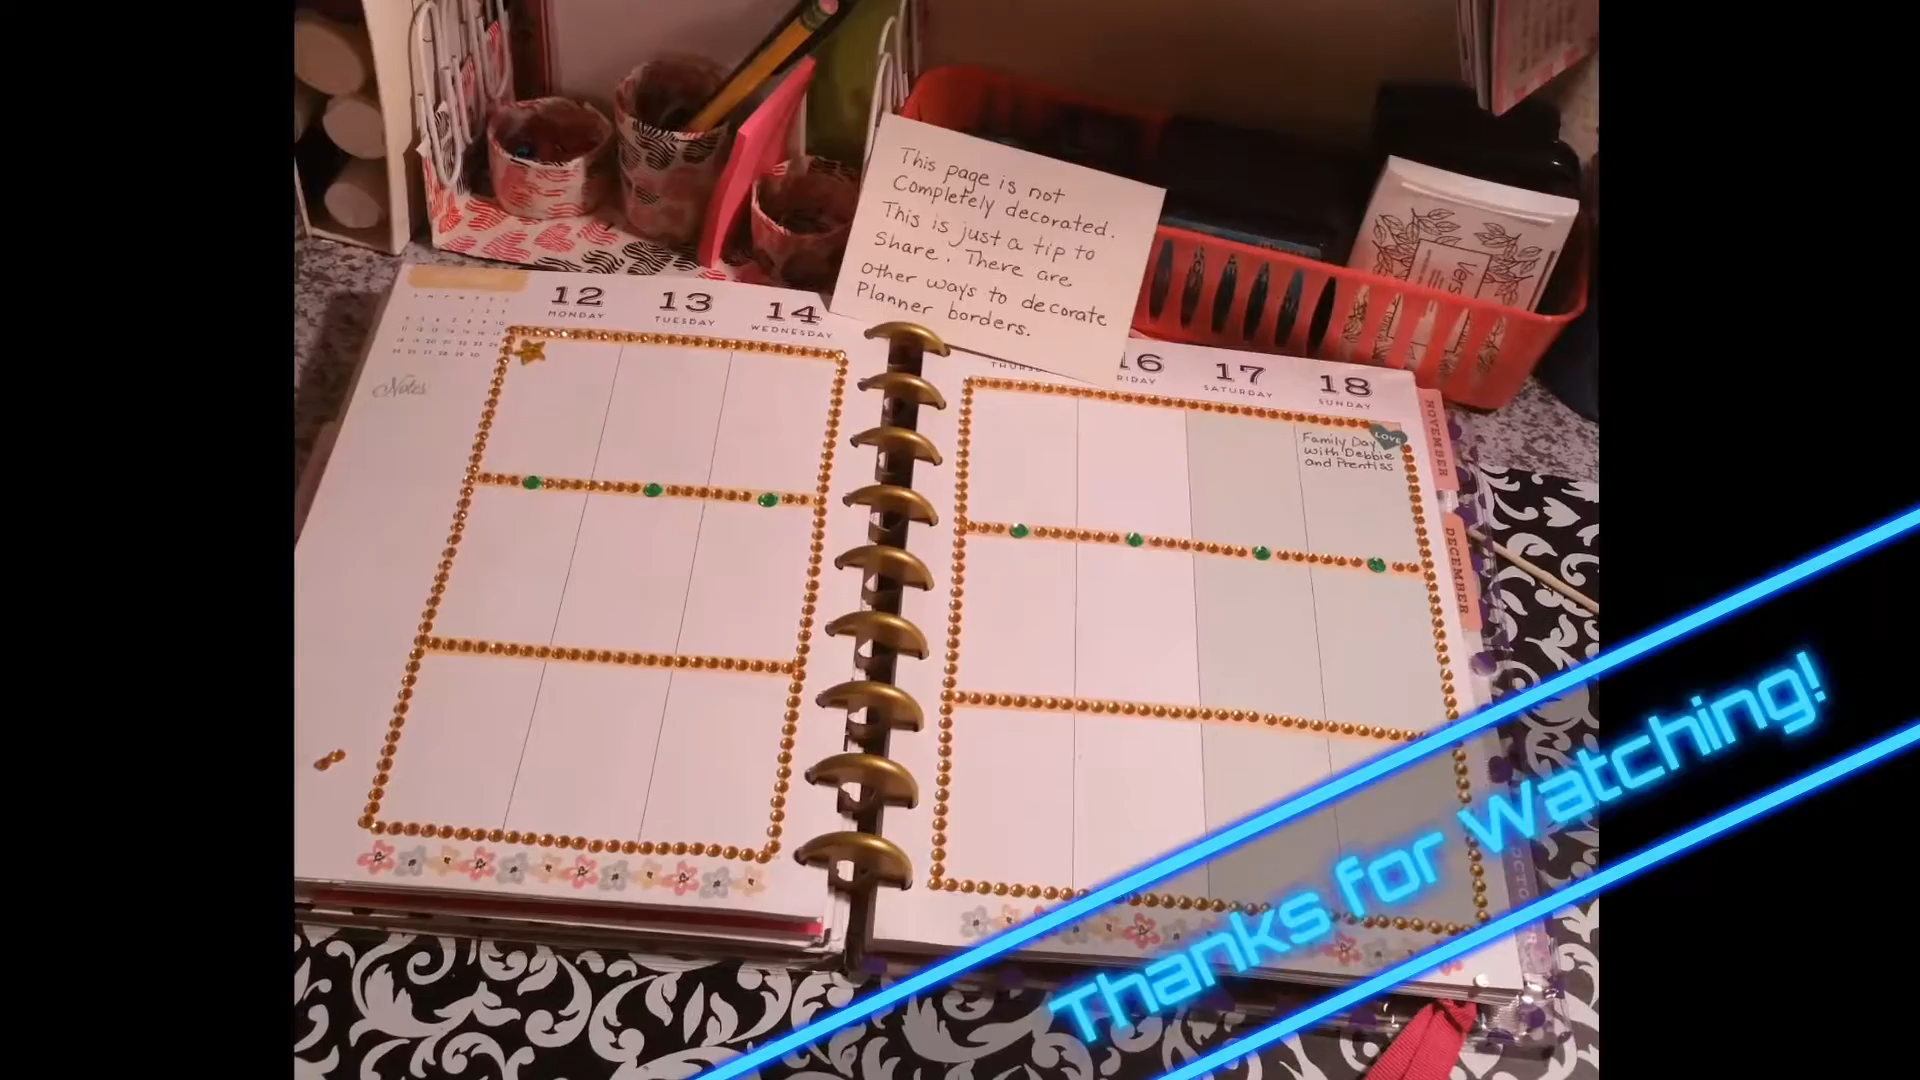 This page is not
Completely decorated.
This is just a tip to
Share. There are
other ways to decorate
Planner borders.
12
MONDAY
13
TUESDAY
14
WEDNESDAY
16
17
SATURDAY
18
SUNDAY
Notes
LOVE
Family Day
with Debbie
and Prentiss
NOVEMBER
DECEMBER
Thanks for Watching!